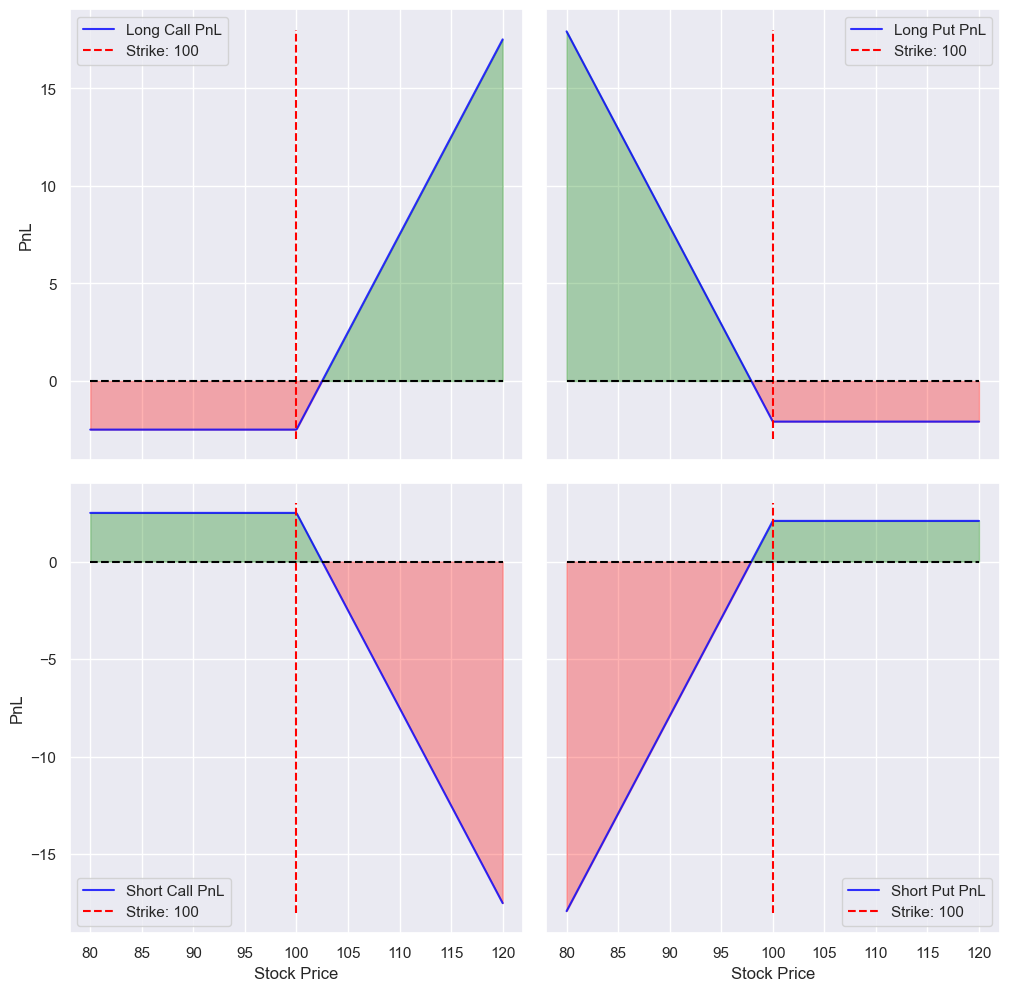 Long Call PnL
Strike: 100
Long Put PnL
Strike: 100
PnL
15
10
5
0
PnL
0
−5
−10
−15
Short Call PnL
Strike: 100
Short Put PnL
Strike: 100
80 85 90 95 100 105 110 115 120
80 85 90 95 100 105 110 115 120
Stock Price
Stock Price